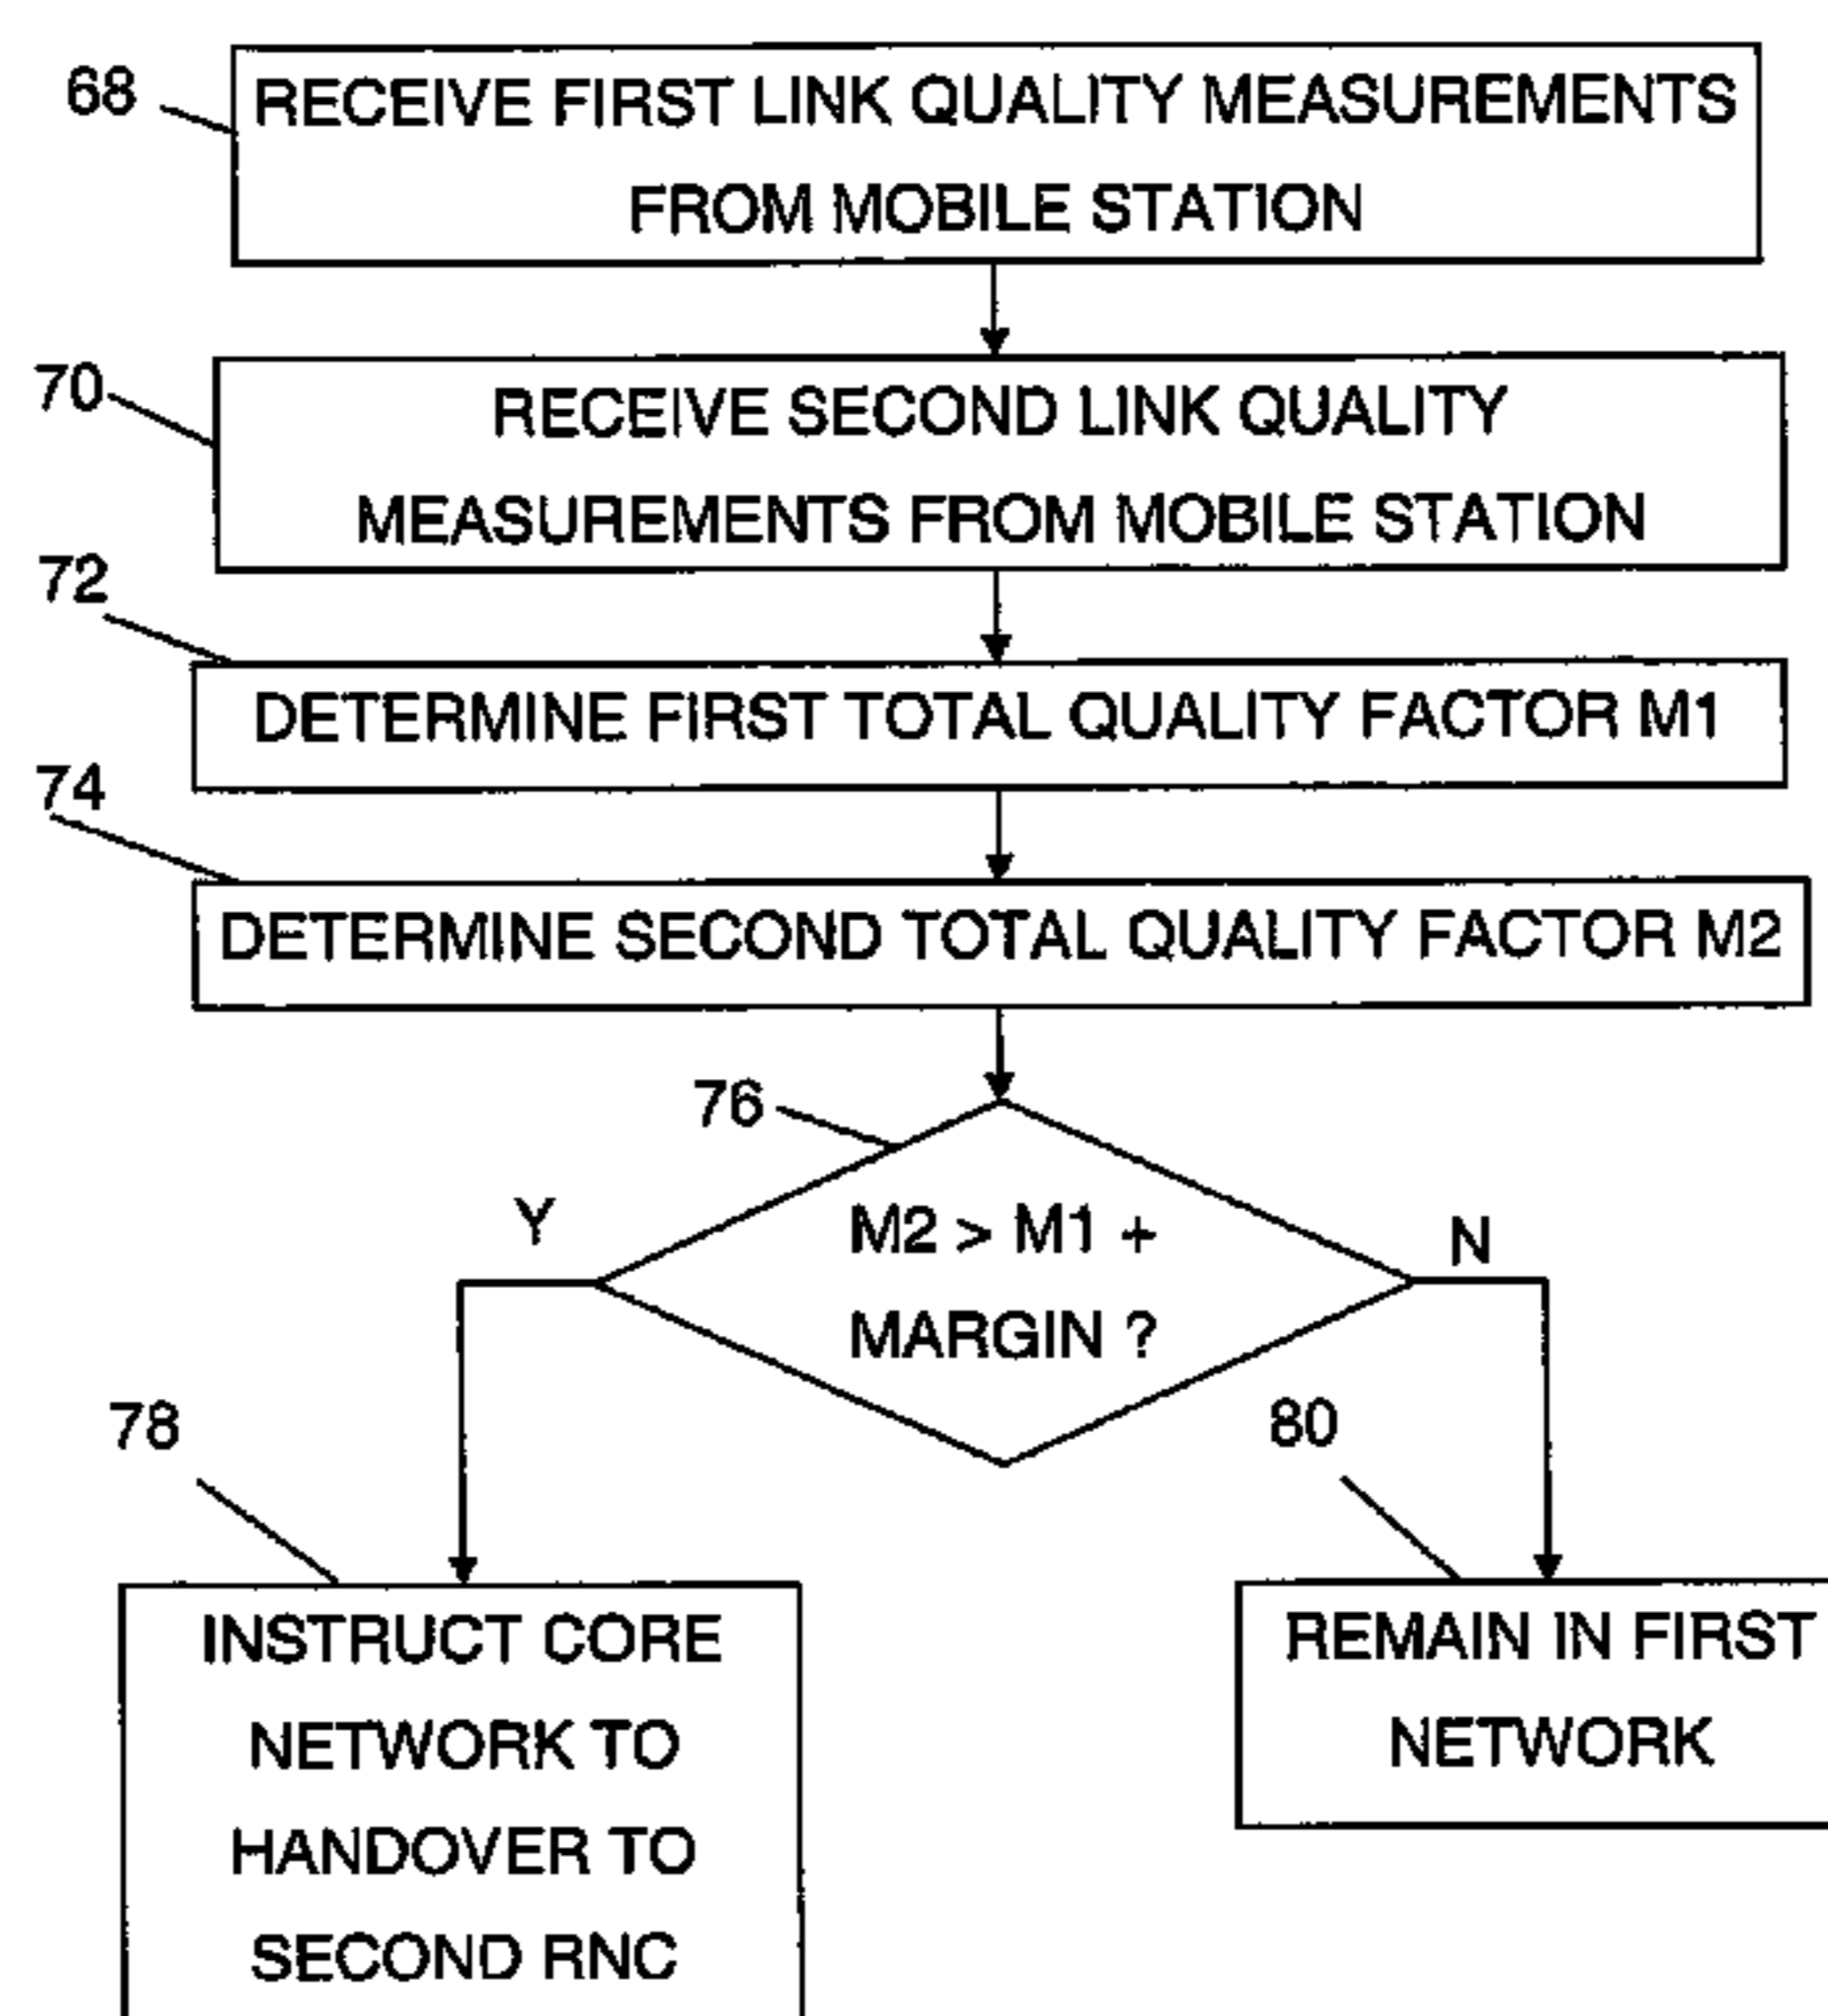 68
RECEIVE FIRST LINK QUALITY MEASUREMENTS
FROM MOBILE STATION
70
RECEIVE SECOND LINK QUALITY
MEASUREMENTS FROM MOBILE STATION
72
DETERMINE FIRST TOTAL QUALITY FACTOR M1
74
DETERMINE SECOND TOTAL QUALITY FACTOR M2
76
Y
M2 > M1 +
MARGIN ?
N
78
80
INSTRUCT CORE
NETWORK TO
HANDOVER TO
SECOND RNC
REMAIN IN FIRST
NETWORK